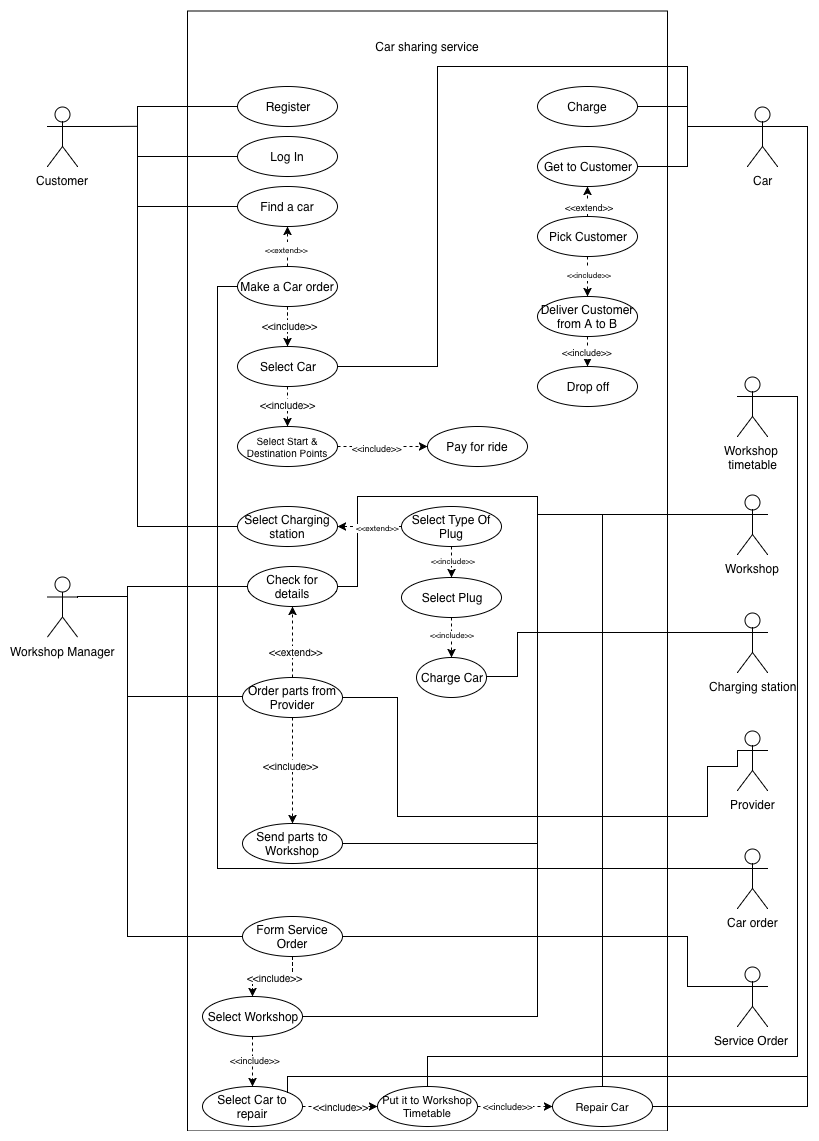 Car sharing service
Register
Charge
Log In
Get to Customer
Customer
Car
Find a car
<<extend>>
Pick Customer
<<extend>>
<<include>>
Make a Car order
Deliver Customer
from A to B
<<include>>
<<include>>
Select Car
Drop off
<<include>>
Select Start &
Destination Points
<<include>>
Pay for ride
Workshop
timetable
Select Charging
station
<<extend>>
Select Type Of
Plug
<<include>>
Workshop
Check for
details
Select Plug
<<include>>
Workshop Manager
<<extend>>
Charge Car
Charging station
Order parts from
Provider
<<include>>
Provider
Send parts to
Workshop
Car order
Form Service
Order
<<include>>
Select Workshop
Service Order
<<include>>
Select Car to
repair
<<include>>
Put it to Workshop
Timetable
<<include>>
Repair Car